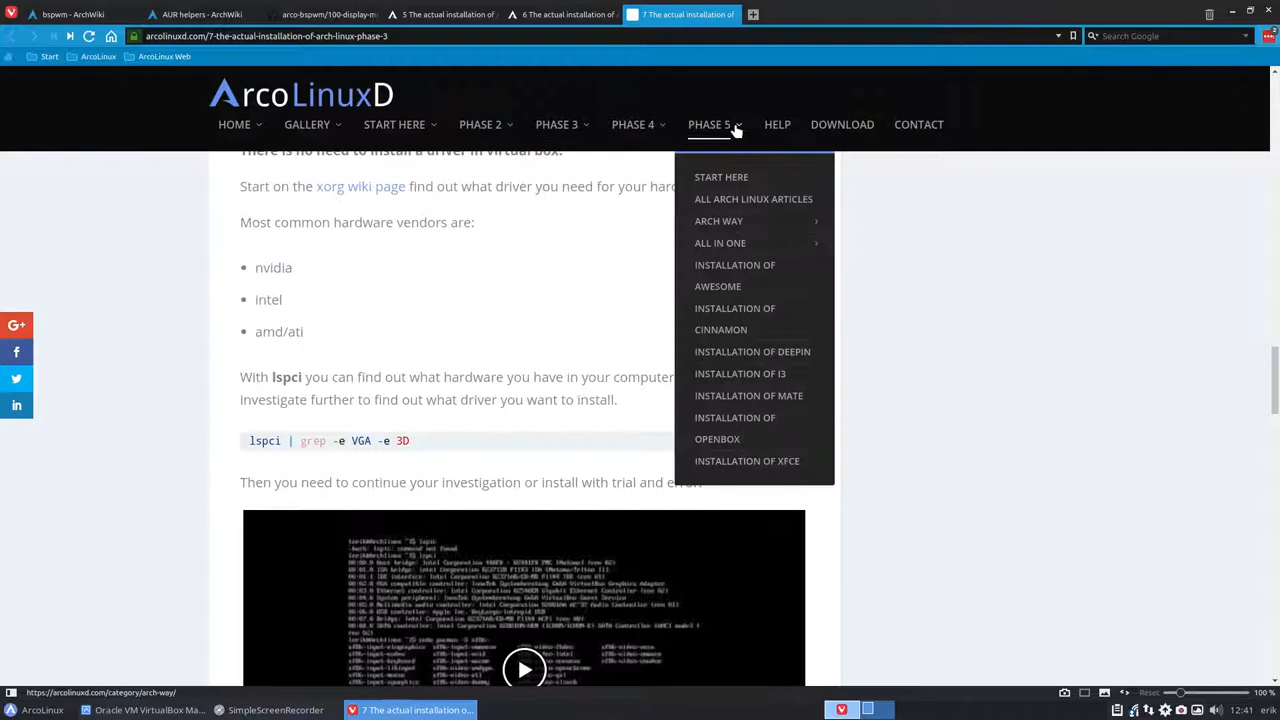 bspwm - ArchWiki
AUR helpers - ArchWiki
arco-bspwm/100-display-m
5 The actual installation of
6 The actual installation of
7 The actual installation of
arcolinuxd.com/7-the-actual-installation-of-arch-linux-phase-3
Search Google
Start
ArcoLinux
ArcoLinux Web
ArcoLinuxD
HOME
GALLERY
START HERE
PHASE 2
PHASE 3
PHASE 4
PHASE 5
HELP
DOWNLOAD
CONTACT
There is no need to install a driver in virtual box.
START HERE
ALL ARCH LINUX ARTICLES
ARCH WAY
ALL IN ONE
INSTALLATION OF
AWESOME
INSTALLATION OF
CINNAMON
INSTALLATION OF DEEPIN
INSTALLATION OF I3
INSTALLATION OF MATE
INSTALLATION OF
OPENBOX
INSTALLATION OF XFCE
Start on the xorg wiki page find out what driver you need for your hard
Most common hardware vendors are:
nvidia
intel
amd/ati
With lspci you can find out what hardware you have in your computer
investigate further to find out what driver you want to install.
lspci | grep -e VGA -e 3D
Then you need to continue your investigation or install with trial and error.
https://arcolinuxd.com/category/arch-way/
Reset
100 %
ArcoLinux
Oracle VM VirtualBox Ma...
SimpleScreenRecorder
7 The actual installation o...
12:41
erik